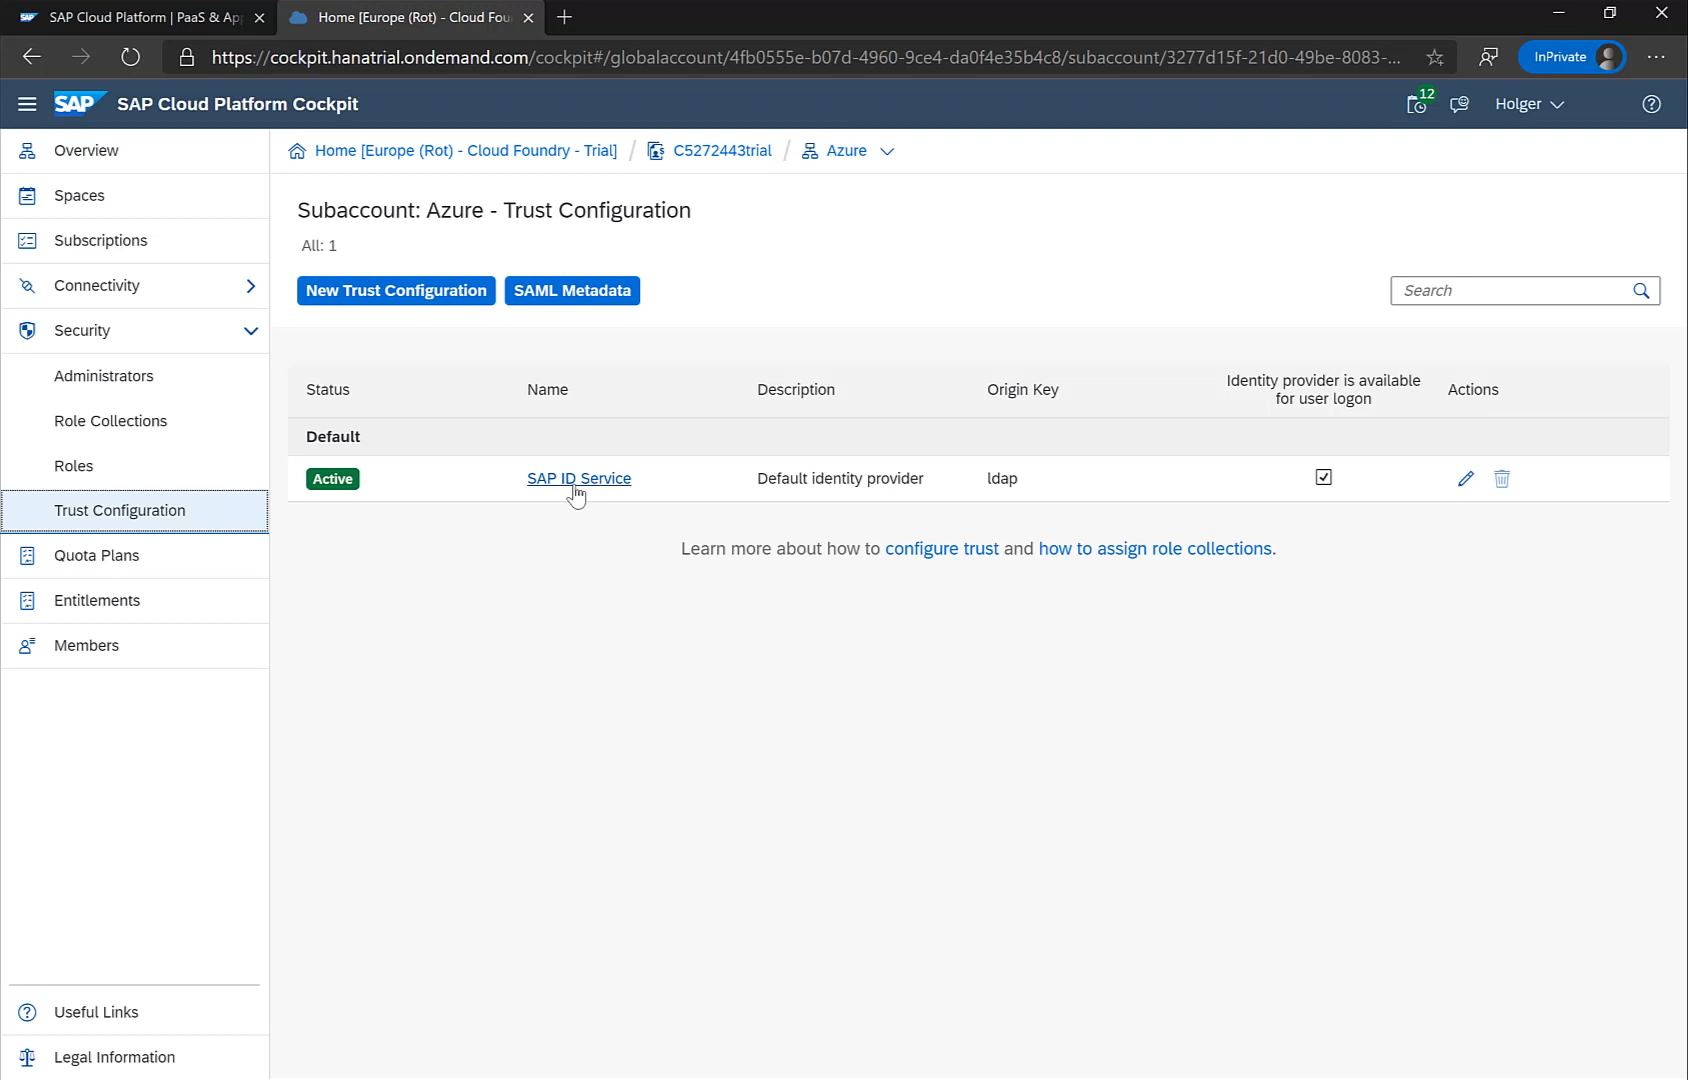 SAP Cloud Platform | PaaS & Ap
Home [Europe (Rot) - Cloud Fou
https://cockpit.hanatrial.ondemand.com/cockpit#/globalaccount/4fb0555e-b07d-4960-9ce4-da0f4e35b4c8/subaccount/3277d15f-21d0-49be-8083-...
InPrivate
SAP
SAP Cloud Platform Cockpit
12
Holger
Overview
Spaces
Subscriptions
Connectivity
Security
Administrators
Role Collections
Roles
Trust Configuration
Quota Plans
Entitlements
Members
Useful Links
Legal Information
Home [Europe (Rot) - Cloud Foundry - Trial] / C5272443trial / Azure
Subaccount: Azure - Trust Configuration
All: 1
New Trust Configuration SAML Metadata
Search
Status Name Description Origin Key Identity provider is available for user logon Actions
Default
Active SAP ID Service Default identity provider ldap
Learn more about how to configure trust and how to assign role collections.